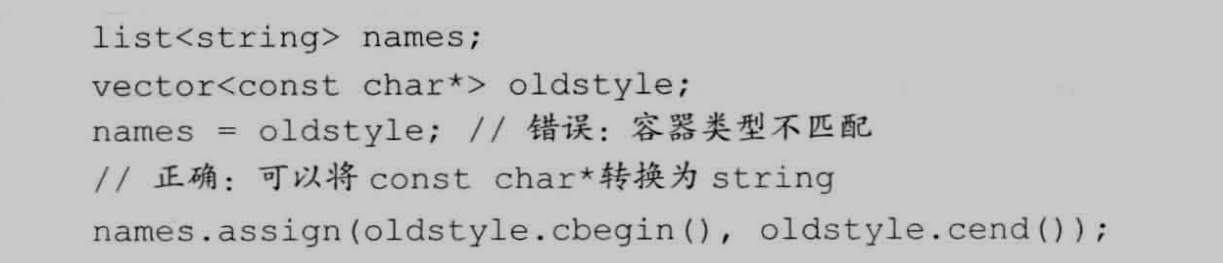 list<string> names;
vector<const char*> oldstyle;
names = oldstyle; // 错误：容器类型不匹配
// 正确：可以将 const char*转换为 string
names.assign(oldstyle.cbegin(), oldstyle.cend());